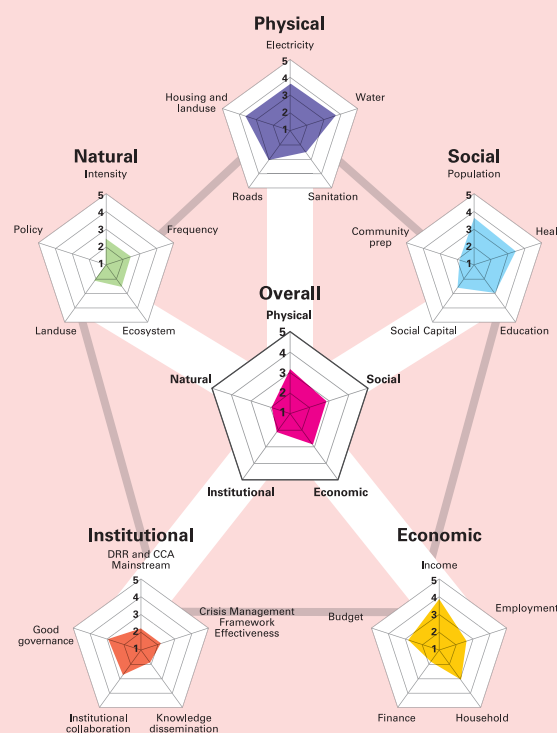 Physical
Electricity
5
4
3
2
1
Housing and
landuse
Water
Roads
Sanitation
Natural
Intensity
5
4
3
2
1
Policy
Frequency
Landuse
Ecosystem
Social
Population
5
4
3
2
1
Community
prep
Social Capital
Education
Overall
Physical
5
4
3
2
1
Natural
Social
Institutional
Economic
Institutional
DRR and CCA
Mainstream
5
4
3
2
1
Good
governance
Crisis Management
Framework
Effectiveness
Institutional
collaboration
Knowledge
dissemination
Economic
Income
5
4
3
2
1
Budget
Employment
Finance
Household